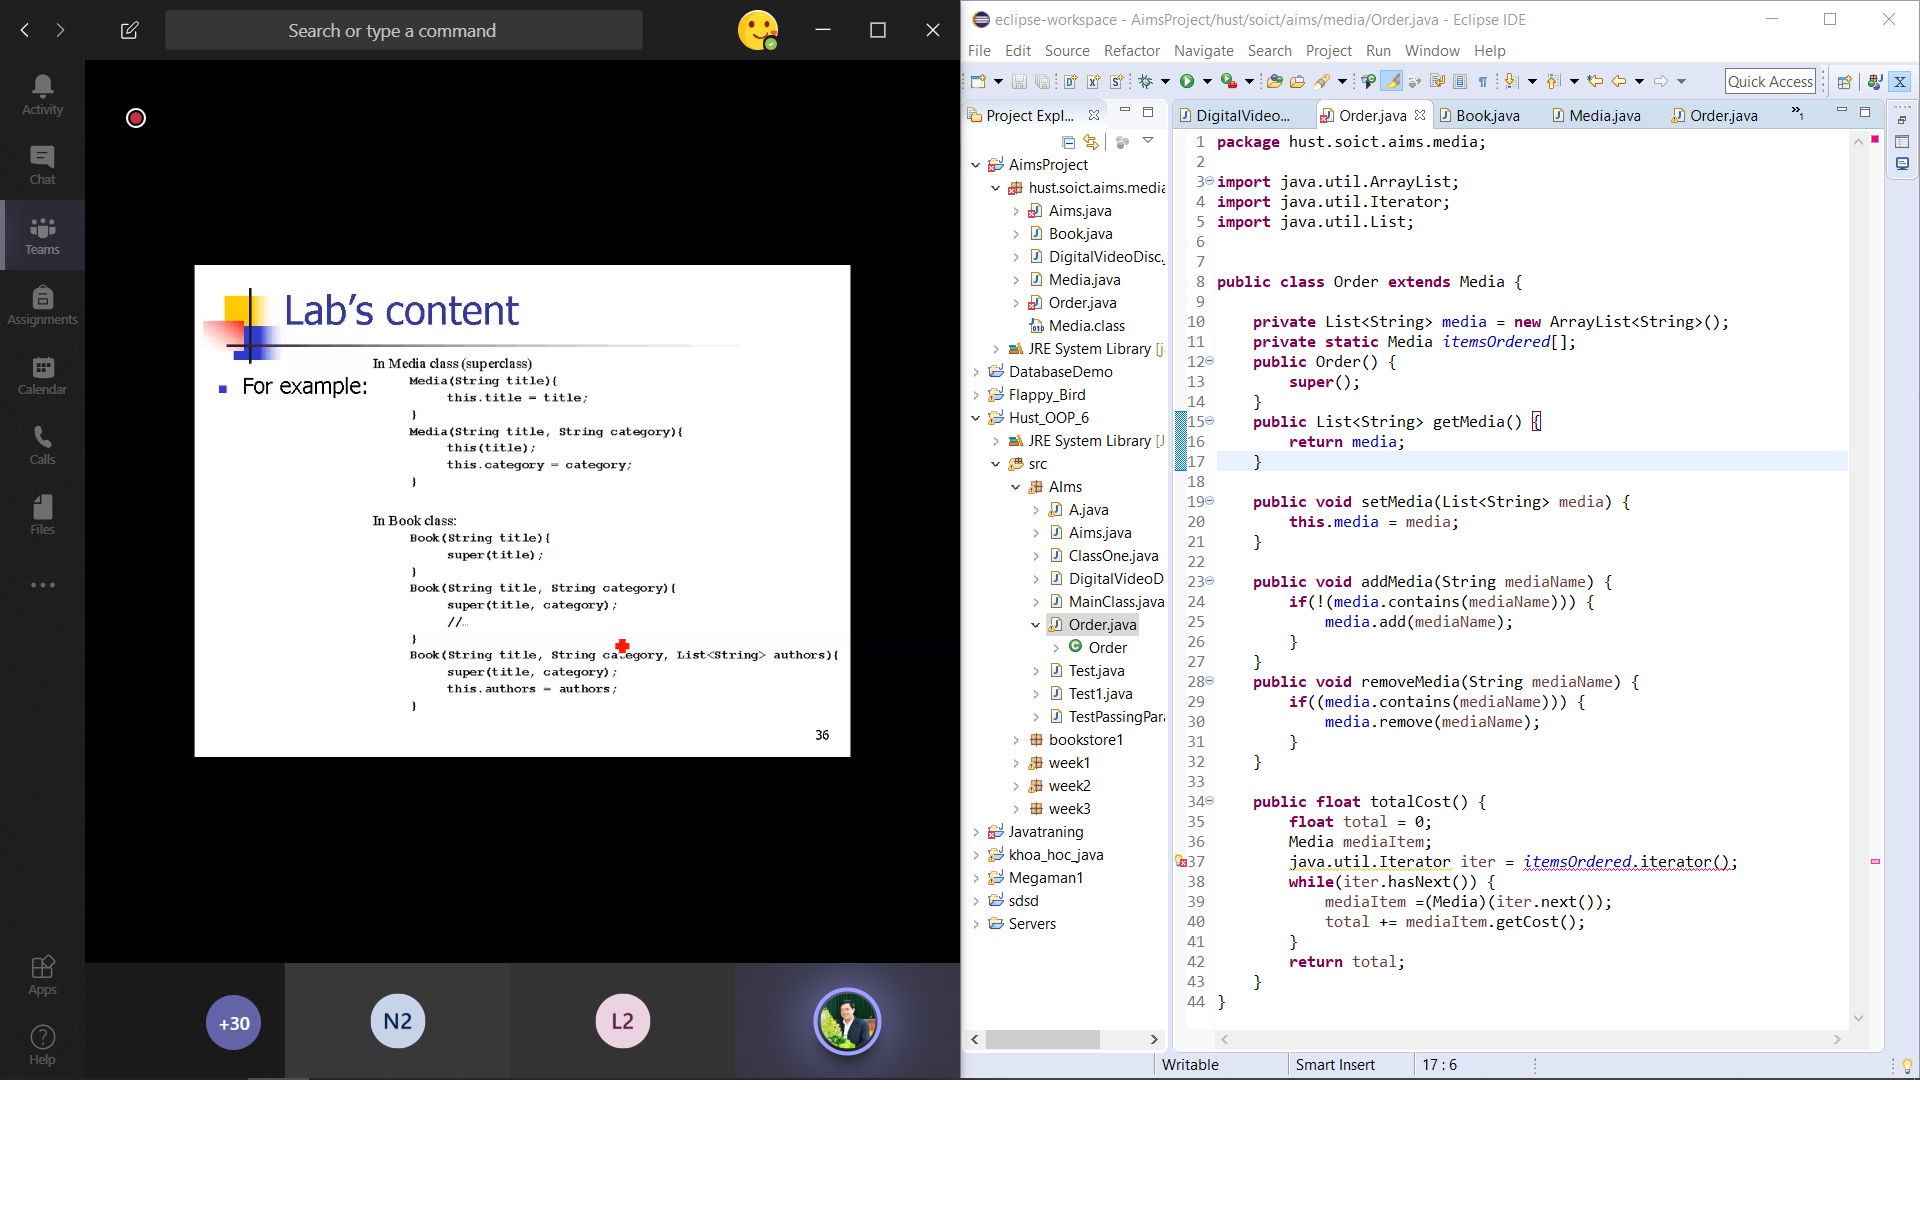 Search or type a command
Activity
Chat
Teams
Assignments
Calendar
Calls
Files
Apps
Help
Lab's content
For example:
In Media class (superclass)
Media(String title){
this.title = title;
}
Media(String title, String category){
this(title);
this.category = category;
}
In Book class:
Book(String title){
super(title);
}
Book(String title, String category){
super(title, category);
//…
}
Book(String title, String category, List<String> authors){
super(title, category);
this.authors = authors;
}
36
+30
N2
L2
eclipse-workspace - AimsProject/hust/soict/aims/media/Order.java - Eclipse IDE
File Edit Source Refactor Navigate Search Project Run Window Help
Quick Access
Project Expl...
DigitalVideo... Order.java Book.java Media.java Order.java »1
AimsProject
hust.soict.aims.media
Aims.java
Book.java
DigitalVideoDisc.
Media.java
Order.java
Media.class
JRE System Library [j
DatabaseDemo
Flappy_Bird
Hust_OOP_6
JRE System Library [J
src
AIms
A.java
Aims.java
ClassOne.java
DigitalVideoD
MainClass.java
Order.java
Order
Test.java
Test1.java
TestPassingPara
bookstore1
week1
week2
week3
Javatraning
khoa_hoc_java
Megaman1
sdsd
Servers
1 package hust.soict.aims.media;
2
3 import java.util.ArrayList;
4 import java.util.Iterator;
5 import java.util.List;
6
7
8 public class Order extends Media {
9
10 private List<String> media = new ArrayList<String>();
11 private static Media itemsOrdered[];
12 public Order() {
13 super();
14 }
15 public List<String> getMedia() {
16 return media;
17 }
18
19 public void setMedia(List<String> media) {
20 this.media = media;
21 }
22
23 public void addMedia(String mediaName) {
24 if(!(media.contains(mediaName))) {
25 media.add(mediaName);
26 }
27 }
28 public void removeMedia(String mediaName) {
29 if((media.contains(mediaName))) {
30 media.remove(mediaName);
31 }
32 }
33
34 public float totalCost() {
35 float total = 0;
36 Media mediaItem;
37 java.util.Iterator iter = itemsOrdered.iterator();
38 while(iter.hasNext()) {
39 mediaItem =(Media)(iter.next());
40 total += mediaItem.getCost();
41 }
42 return total;
43 }
44 }
Writable Smart Insert 17 : 6